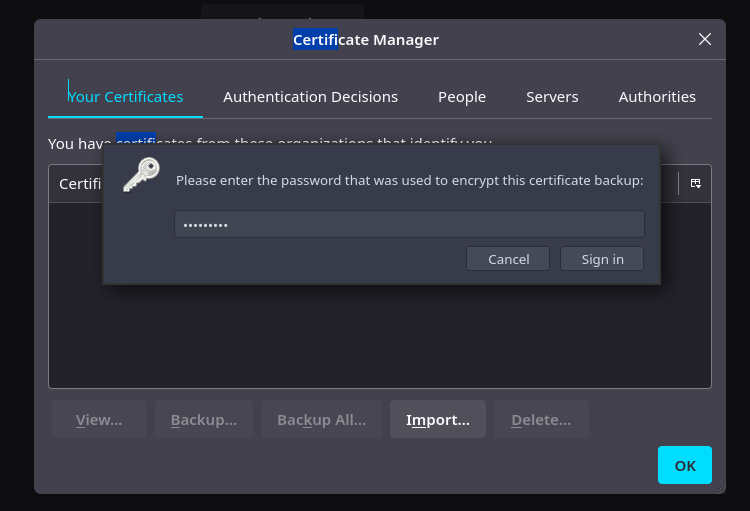 Certificate Manager
Your Certificates Authentication Decisions People Servers Authorities
You have certificates from these organizations that identify you
Certifi
Please enter the password that was used to encrypt this certificate backup:
•••••••••
Cancel Sign in
View... Backup... Backup All... Import... Delete...
OK